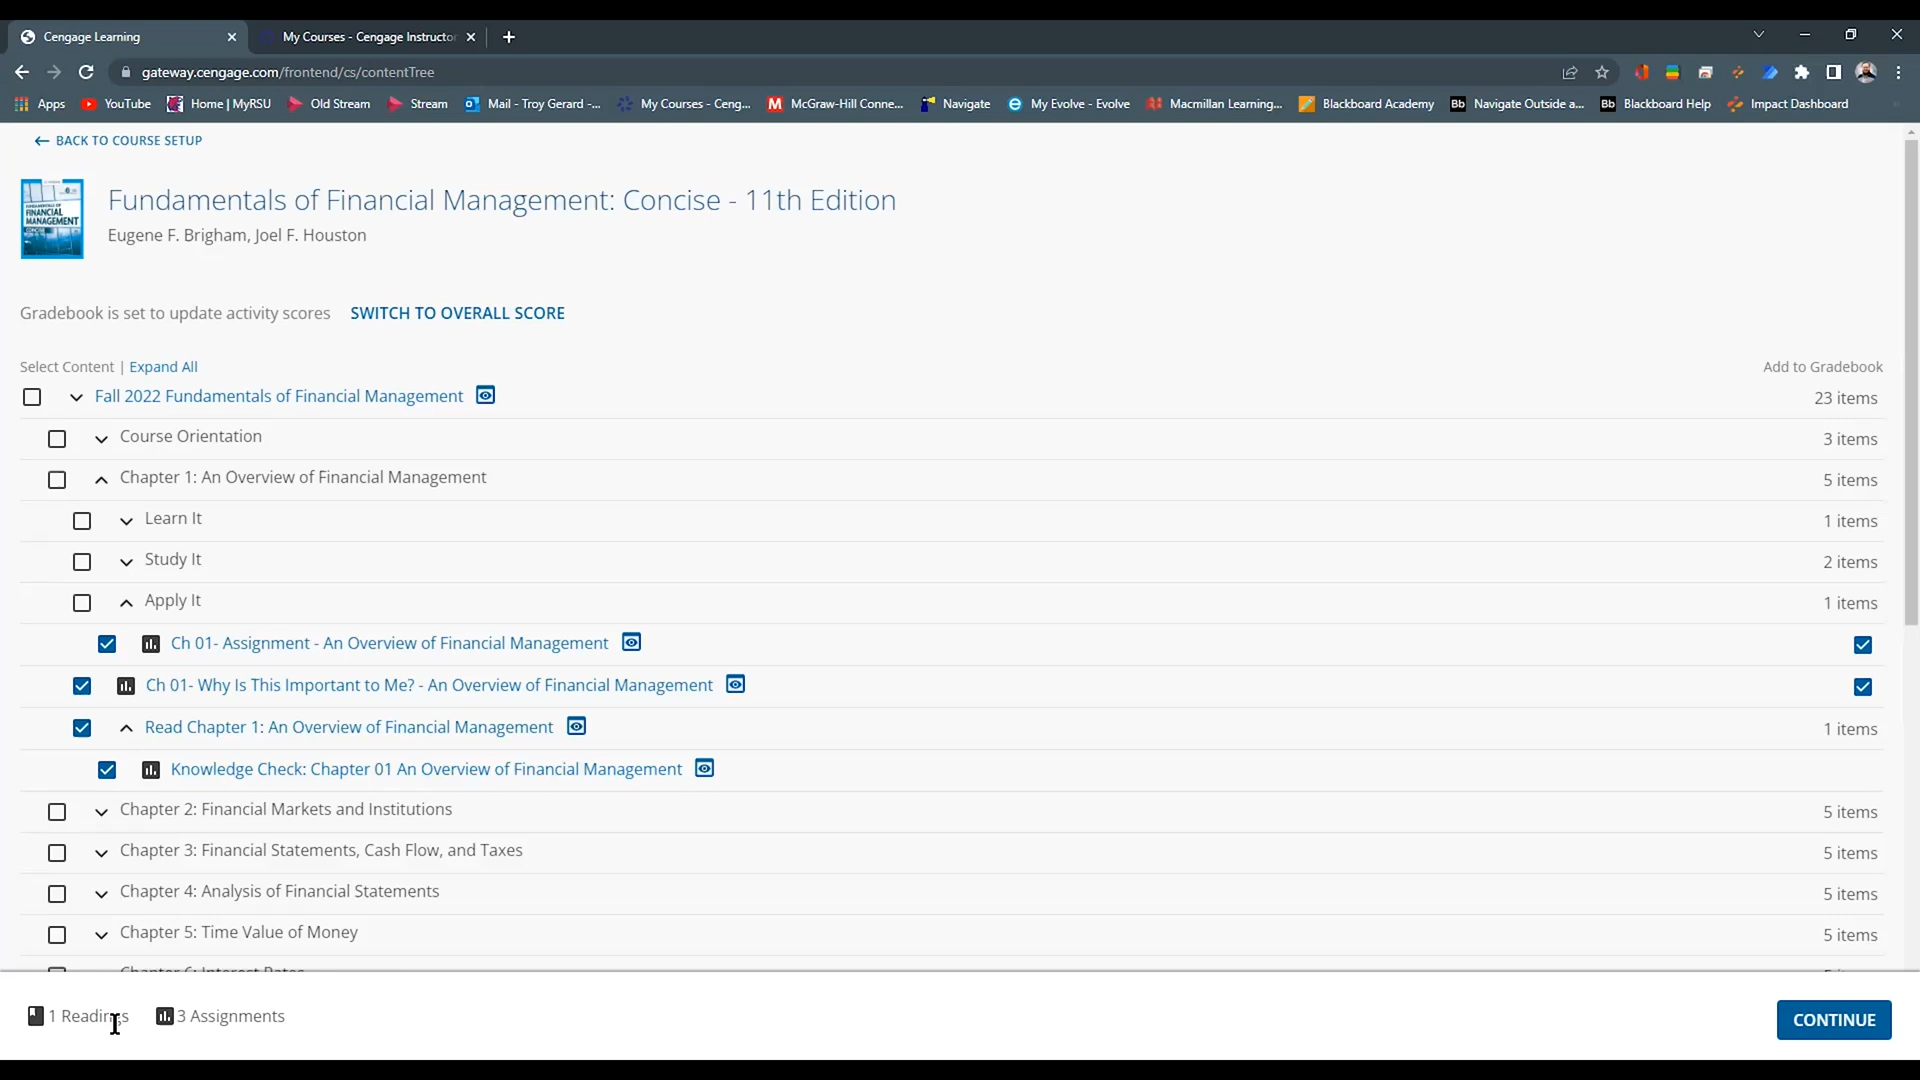 Cengage Learning
My Courses - Cengage Instructor
gateway.cengage.com/frontend/cs/contentTree
Apps YouTube Home | MyRSU Old Stream Stream Mail - Troy Gerard -... My Courses - Ceng... McGraw-Hill Conne... Navigate My Evolve - Evolve Macmillan Learning... Blackboard Academy Bb Navigate Outside a... Bb Blackboard Help Impact Dashboard
BACK TO COURSE SETUP
FINANCIAL
MANAGEMENT
Fundamentals of Financial Management: Concise - 11th Edition
Eugene F. Brigham, Joel F. Houston
Gradebook is set to update activity scores SWITCH TO OVERALL SCORE
Select Content | Expand All Add to Gradebook
Fall 2022 Fundamentals of Financial Management 23 items
Course Orientation 3 items
Chapter 1: An Overview of Financial Management 5 items
Learn It 1 items
Study It 2 items
Apply It 1 items
Ch 01- Assignment - An Overview of Financial Management
Ch 01- Why Is This Important to Me? - An Overview of Financial Management
Read Chapter 1: An Overview of Financial Management 1 items
Knowledge Check: Chapter 01 An Overview of Financial Management
Chapter 2: Financial Markets and Institutions 5 items
Chapter 3: Financial Statements, Cash Flow, and Taxes 5 items
Chapter 4: Analysis of Financial Statements 5 items
Chapter 5: Time Value of Money 5 items
Chapter 6: Interest Rates
1 Readings 3 Assignments
CONTINUE